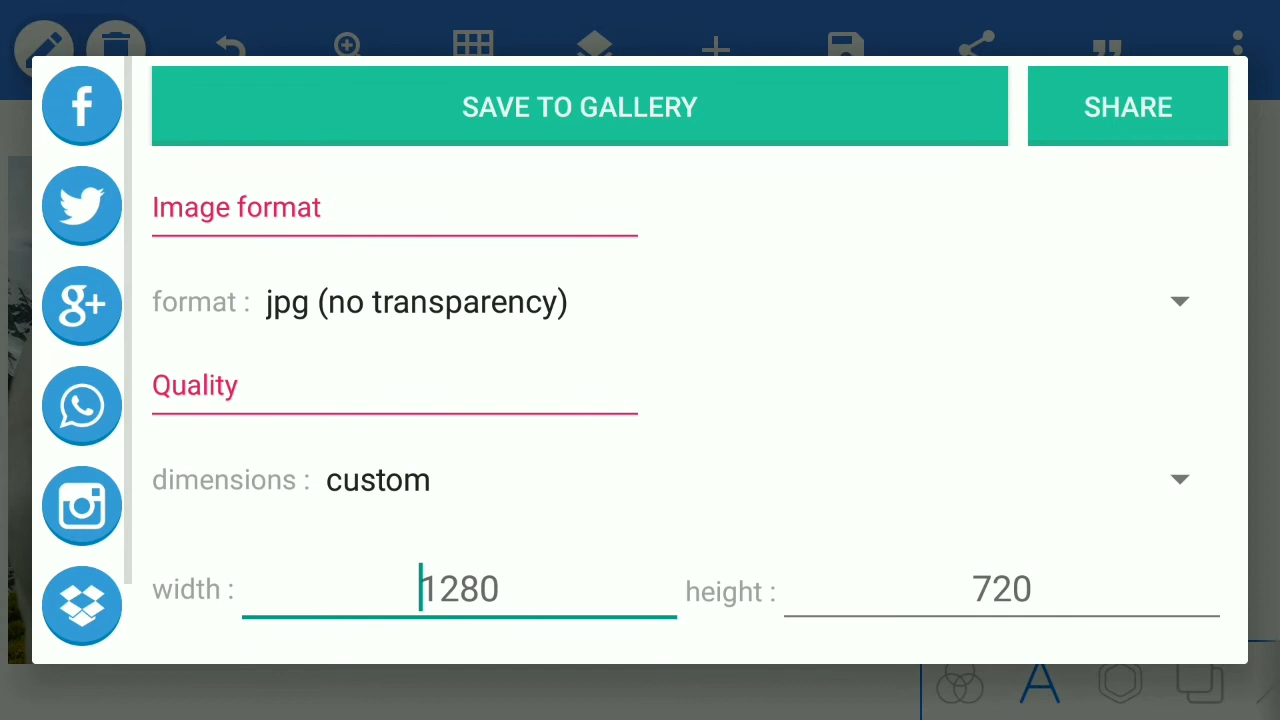 SAVE TO GALLERY
SHARE
Image format
format : jpg (no transparency)
Quality
dimensions : custom
width : 1280 height : 720